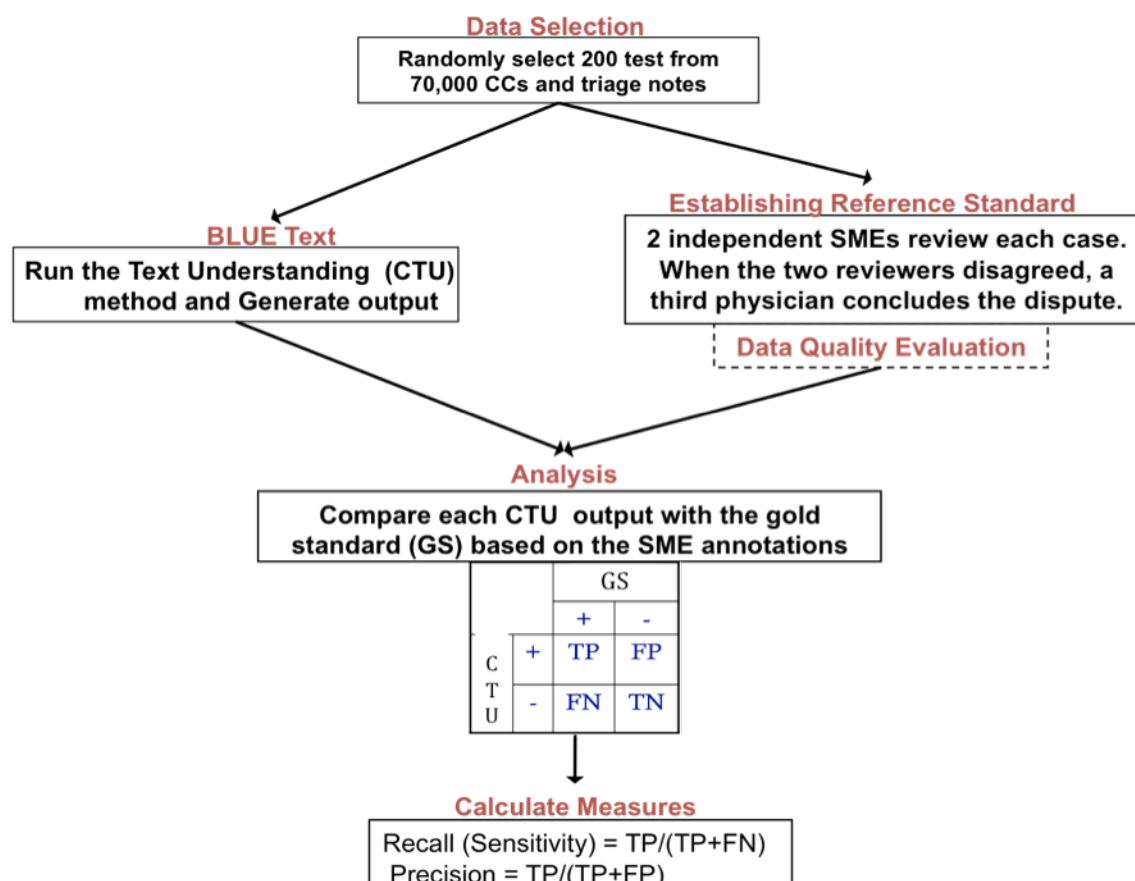 Data Selection
Randomly select 200 test from
70,000 CCs and triage notes
BLUE Text
Run the Text Understanding (CTU)
method and Generate output
Establishing Reference Standard
2 independent SMEs review each case.
When the two reviewers disagreed, a
third physician concludes the dispute.
Data Quality Evaluation
Analysis
Compare each CTU output with the gold
standard (GS) based on the SME annotations
GS
+ -
C
T
U
+ TP FP
- FN TN
Calculate Measures
Recall (Sensitivity) = TP/(TP+FN)
Precision = TP/(TP+FP)